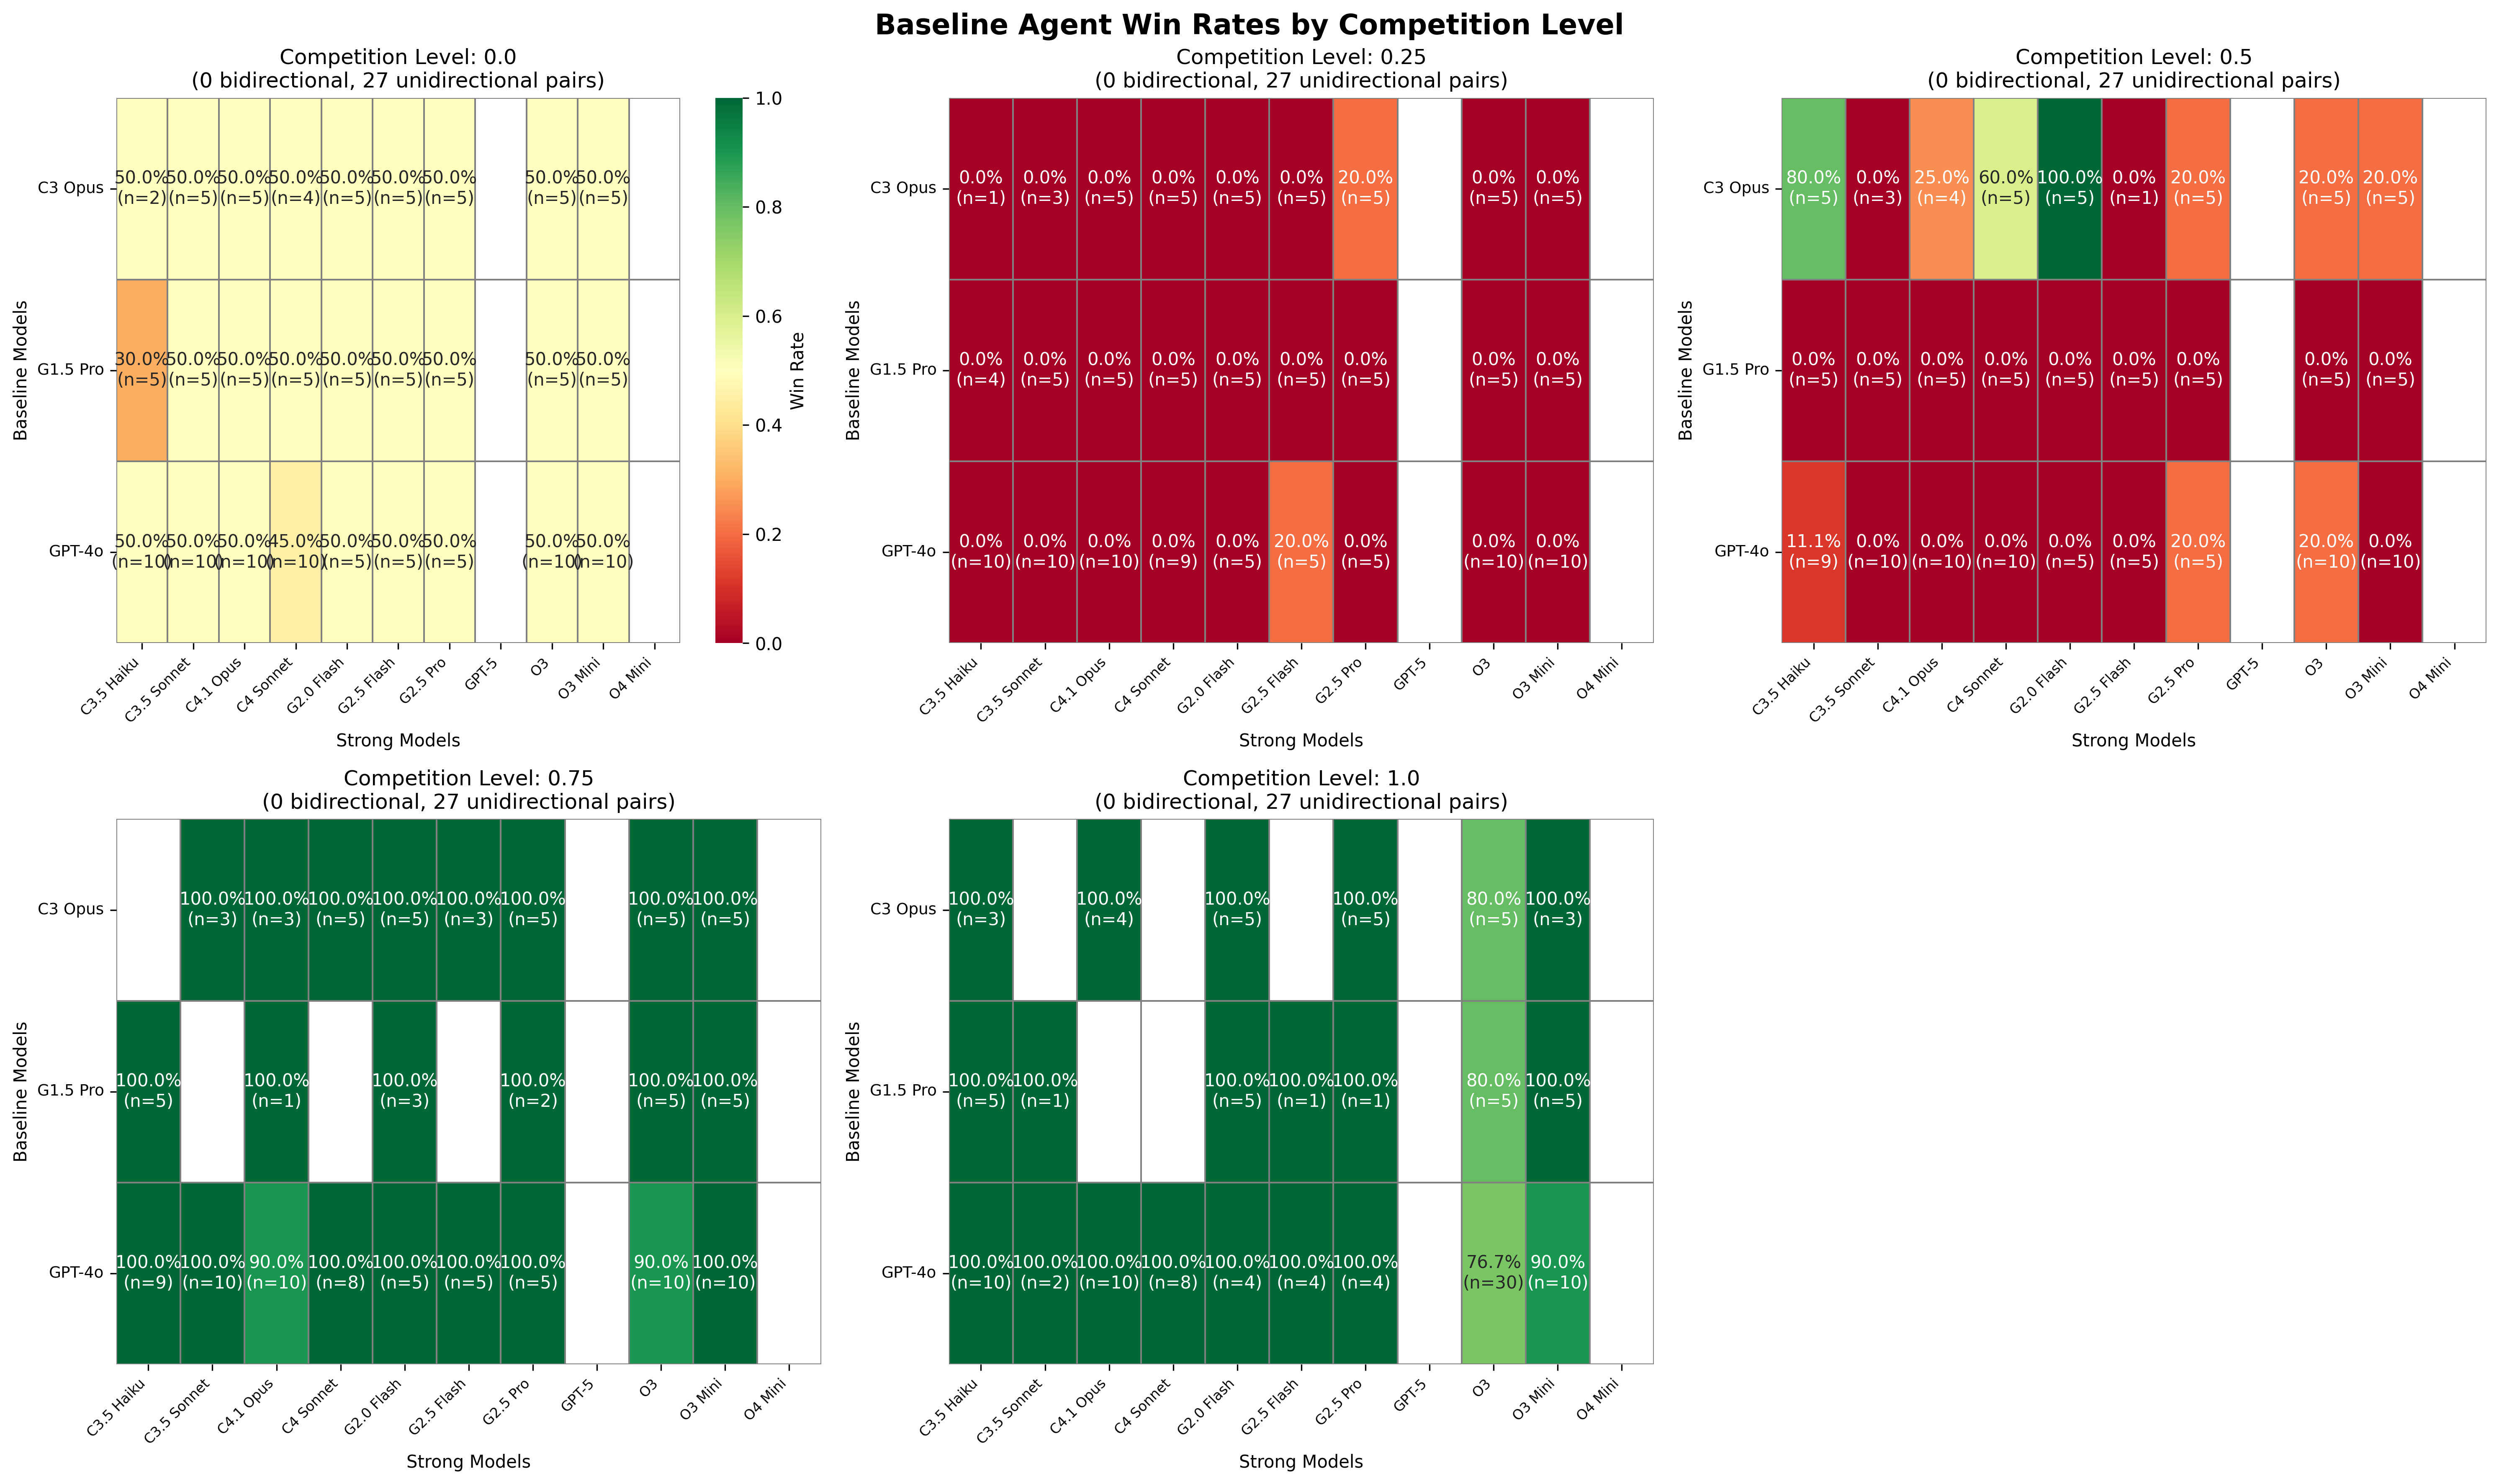 Baseline Agent Win Rates by Competition Level
Competition Level: 0.0
(0 bidirectional, 27 unidirectional pairs)
Baseline Models
C3 Opus
50.0% 50.0% 50.0% 50.0% 50.0% 50.0% 50.0% 50.0% 50.0%
(n=2) (n=5) (n=5) (n=4) (n=5) (n=5) (n=5) (n=5) (n=5)
G1.5 Pro
30.0% 50.0% 50.0% 50.0% 50.0% 50.0% 50.0% 50.0% 50.0%
(n=5) (n=5) (n=5) (n=5) (n=5) (n=5) (n=5) (n=5) (n=5)
GPT-4o
50.0% 50.0% 50.0% 45.0% 50.0% 50.0% 50.0% 50.0% 50.0%
(n=10) (n=10) (n=10) (n=10) (n=5) (n=5) (n=5) (n=10) (n=10)
C3.5 Haiku C3.5 Sonnet C4.1 Opus C4 Sonnet G2.0 Flash G2.5 Flash G2.5 Pro GPT-5 O3 O3 Mini O4 Mini
Strong Models
1.0
0.8
0.6
0.4
0.2
0.0
Win Rate
Competition Level: 0.25
(0 bidirectional, 27 unidirectional pairs)
Baseline Models
C3 Opus
0.0% 0.0% 0.0% 0.0% 0.0% 0.0% 20.0% 0.0% 0.0%
(n=1) (n=3) (n=5) (n=5) (n=5) (n=5) (n=5) (n=5) (n=5)
G1.5 Pro
0.0% 0.0% 0.0% 0.0% 0.0% 0.0% 0.0% 0.0% 0.0%
(n=4) (n=5) (n=5) (n=5) (n=5) (n=5) (n=5) (n=5) (n=5)
GPT-4o
0.0% 0.0% 0.0% 0.0% 0.0% 20.0% 0.0% 0.0% 0.0%
(n=10) (n=10) (n=10) (n=9) (n=5) (n=5) (n=5) (n=10) (n=10)
C3.5 Haiku C3.5 Sonnet C4.1 Opus C4 Sonnet G2.0 Flash G2.5 Flash G2.5 Pro GPT-5 O3 O3 Mini O4 Mini
Strong Models
Competition Level: 0.5
(0 bidirectional, 27 unidirectional pairs)
Baseline Models
C3 Opus
80.0% 0.0% 25.0% 60.0% 100.0% 0.0% 20.0% 20.0% 20.0%
(n=5) (n=3) (n=4) (n=5) (n=5) (n=1) (n=5) (n=5) (n=5)
G1.5 Pro
0.0% 0.0% 0.0% 0.0% 0.0% 0.0% 0.0% 0.0% 0.0%
(n=5) (n=5) (n=5) (n=5) (n=5) (n=5) (n=5) (n=5) (n=5)
GPT-4o
11.1% 0.0% 0.0% 0.0% 0.0% 0.0% 20.0% 20.0% 0.0%
(n=9) (n=10) (n=10) (n=10) (n=5) (n=5) (n=5) (n=10) (n=10)
C3.5 Haiku C3.5 Sonnet C4.1 Opus C4 Sonnet G2.0 Flash G2.5 Flash G2.5 Pro GPT-5 O3 O3 Mini O4 Mini
Strong Models
Competition Level: 0.75
(0 bidirectional, 27 unidirectional pairs)
Baseline Models
C3 Opus
100.0% 100.0% 100.0% 100.0% 100.0% 100.0% 100.0% 100.0%
(n=3) (n=3) (n=5) (n=5) (n=3) (n=5) (n=5) (n=5)
G1.5 Pro
100.0% 100.0% 100.0% 100.0% 100.0% 100.0%
(n=5) (n=1) (n=3) (n=2) (n=5) (n=5)
GPT-4o
100.0% 100.0% 90.0% 100.0% 100.0% 100.0% 100.0% 90.0% 100.0%
(n=9) (n=10) (n=10) (n=8) (n=5) (n=5) (n=5) (n=10) (n=10)
C3.5 Haiku C3.5 Sonnet C4.1 Opus C4 Sonnet G2.0 Flash G2.5 Flash G2.5 Pro GPT-5 O3 O3 Mini O4 Mini
Strong Models
Competition Level: 1.0
(0 bidirectional, 27 unidirectional pairs)
Baseline Models
C3 Opus
100.0% 100.0% 100.0% 100.0% 80.0% 100.0%
(n=3) (n=4) (n=5) (n=5) (n=5) (n=3)
G1.5 Pro
100.0% 100.0% 100.0% 100.0% 100.0% 80.0% 100.0%
(n=5) (n=1) (n=5) (n=1) (n=1) (n=5) (n=5)
GPT-4o
100.0% 100.0% 100.0% 100.0% 100.0% 100.0% 100.0% 76.7% 90.0%
(n=10) (n=2) (n=10) (n=8) (n=4) (n=4) (n=4) (n=30) (n=10)
C3.5 Haiku C3.5 Sonnet C4.1 Opus C4 Sonnet G2.0 Flash G2.5 Flash G2.5 Pro GPT-5 O3 O3 Mini O4 Mini
Strong Models